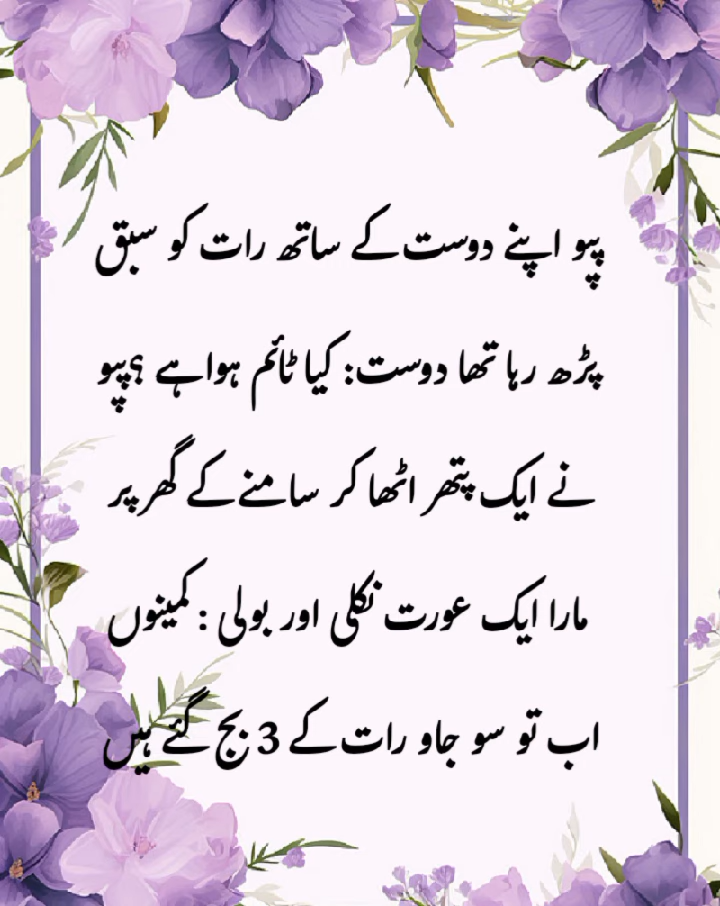 پپو اپنے دوست کے ساتھ رات کو سبق
پڑھ رہا تھا دوست: کیا ٹائم ہواہے ؟پپو
نے ایک پتھر اٹھا کر سامنے کے گھر پر
مارا ایک عورت نکلی اور بولی : کمینوں
اب تو سو جاو رات کے 3 بج گئے ہیں